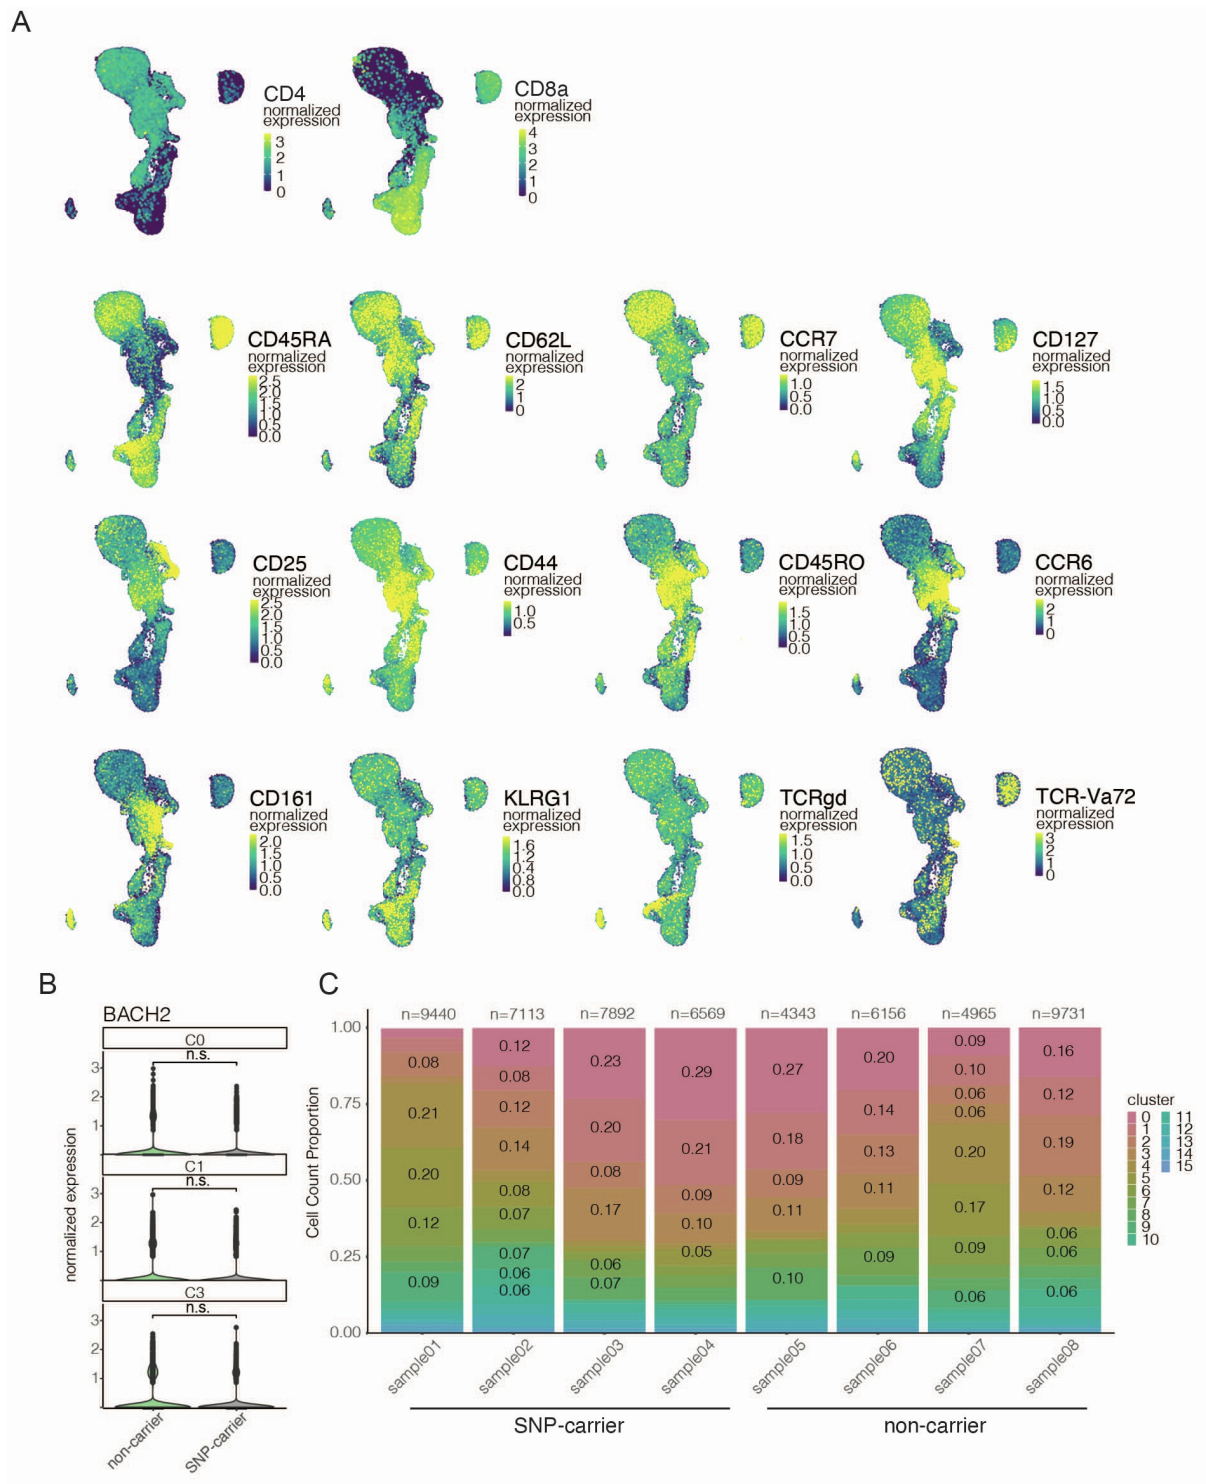 A
CD4
normalized
expression
3
2
1
0
CD8a
normalized
expression
4
3
2
1
0
CD45RA
normalized
expression
2.5
2.0
1.5
1.0
0.5
0.0
CD62L
normalized
expression
2
1
0
CCR7
normalized
expression
1.0
0.5
0.0
CD127
normalized
expression
1.5
1.0
0.5
0.0
CD25
normalized
expression
2.5
2.0
1.5
1.0
0.5
0.0
CD44
normalized
expression
1.0
0.5
CD45RO
normalized
expression
1.5
1.0
0.5
0.0
CCR6
normalized
expression
2
1
0
CD161
normalized
expression
2.0
1.5
1.0
0.5
0.0
KLRG1
normalized
expression
1.6
1.2
0.4
0.8
0.0
TCRgd
normalized
expression
1.5
1.0
0.5
0.0
TCR-Va72
normalized
expression
3
2
1
0
B
BACH2
C0
n.s.
3
2
1
C1
n.s.
3
2
1
C3
n.s.
3
2
1
normalized expression
non-carrier
SNP-carrier
C
n=9440 n=7113 n=7892 n=6569 n=4343 n=6156 n=4965 n=9731
Cell Count Proportion
1.00
0.75
0.50
0.25
0.00
0.08
0.21
0.20
0.12
0.09
0.12
0.08
0.12
0.14
0.08
0.07
0.07
0.06
0.06
0.23
0.20
0.08
0.17
0.06
0.07
0.29
0.21
0.09
0.10
0.05
0.27
0.18
0.09
0.11
0.10
0.20
0.14
0.13
0.11
0.09
0.09
0.10
0.06
0.06
0.20
0.17
0.09
0.06
0.16
0.12
0.19
0.12
0.06
0.06
0.06
sample01 sample02 sample03 sample04 sample05 sample06 sample07 sample08
SNP-carrier
non-carrier
cluster
0 11
1 12
2 13
3 14
4 15
5
6
7
8
9
10